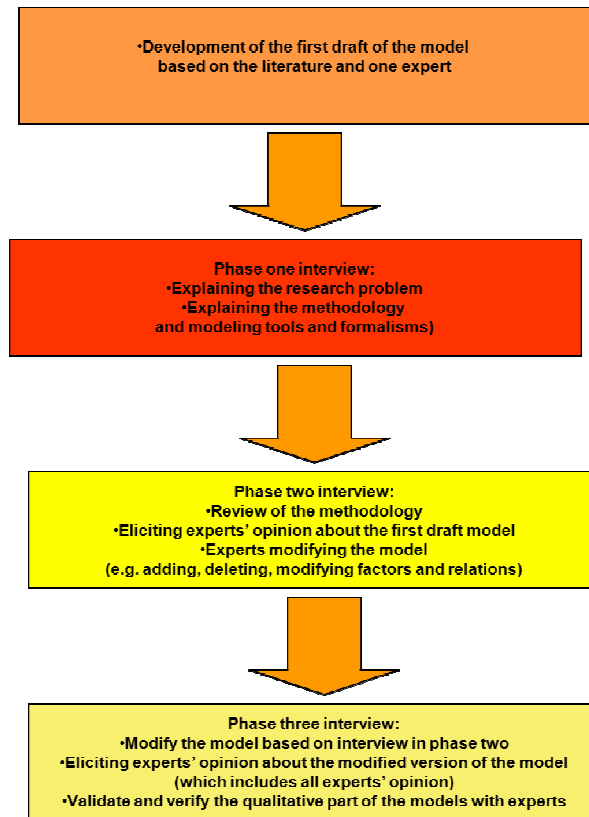 •Development of the first draft of the model
based on the literature and one expert
Phase one interview:
•Explaining the research problem
•Explaining the methodology
and modeling tools and formalisms)
Phase two interview:
•Review of the methodology
•Eliciting experts’ opinion about the first draft model
•Experts modifying the model
(e.g. adding, deleting, modifying factors and relations)
Phase three interview:
•Modify the model based on interview in phase two
•Eliciting experts’ opinion about the modified version of the model
(which includes all experts’ opinion)
•Validate and verify the qualitative part of the models with experts